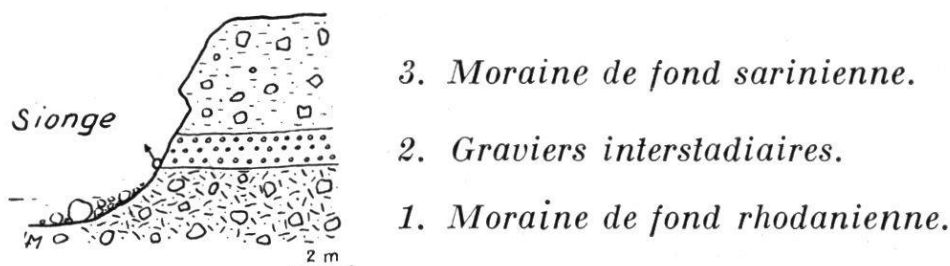 3. Moraine de fond sarinienne.
Sionge
2. Graviers interstadiaires.
1. Moraine de fond rhodanienne.
M
2 m